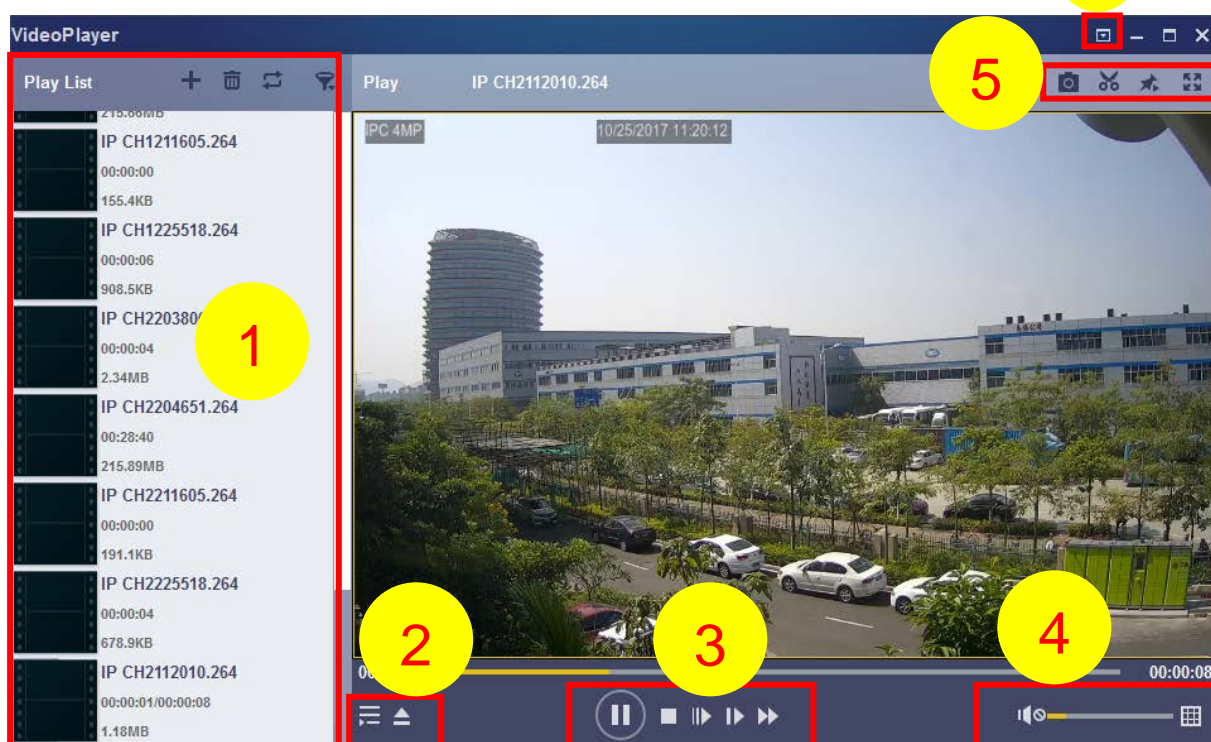 VideoPlayer
Play List
Play IP CH2112010.264
5
215.66MB
IP CH1211605.264
00:00:00
155.4KB
IP CH1225518.264
00:00:06
908.5KB
IP CH220380
00:00:04
2.34MB
IP CH2204651.264
00:28:40
215.89MB
IP CH2211605.264
00:00:00
191.1KB
IP CH2225518.264
00:00:04
678.9KB
IP CH2112010.264
00:00:01/00:00:08
1.18MB
1
IPC 4MP
10/25/2017 11:20:12
2
3
4
00:00:08